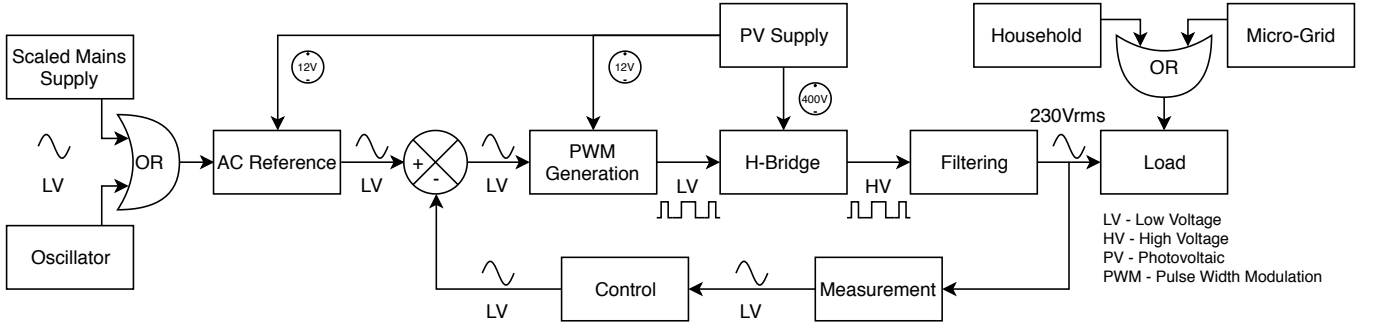 Scaled Mains
Supply
LV
Oscillator
OR
12V
AC Reference
LV
+
-
LV
12V
PWM
Generation
LV
PV Supply
400V
H-Bridge
HV
Filtering
230Vrms
Household
Micro-Grid
OR
Load
LV
Control
LV
Measurement
LV - Low Voltage
HV - High Voltage
PV - Photovoltaic
PWM - Pulse Width Modulation